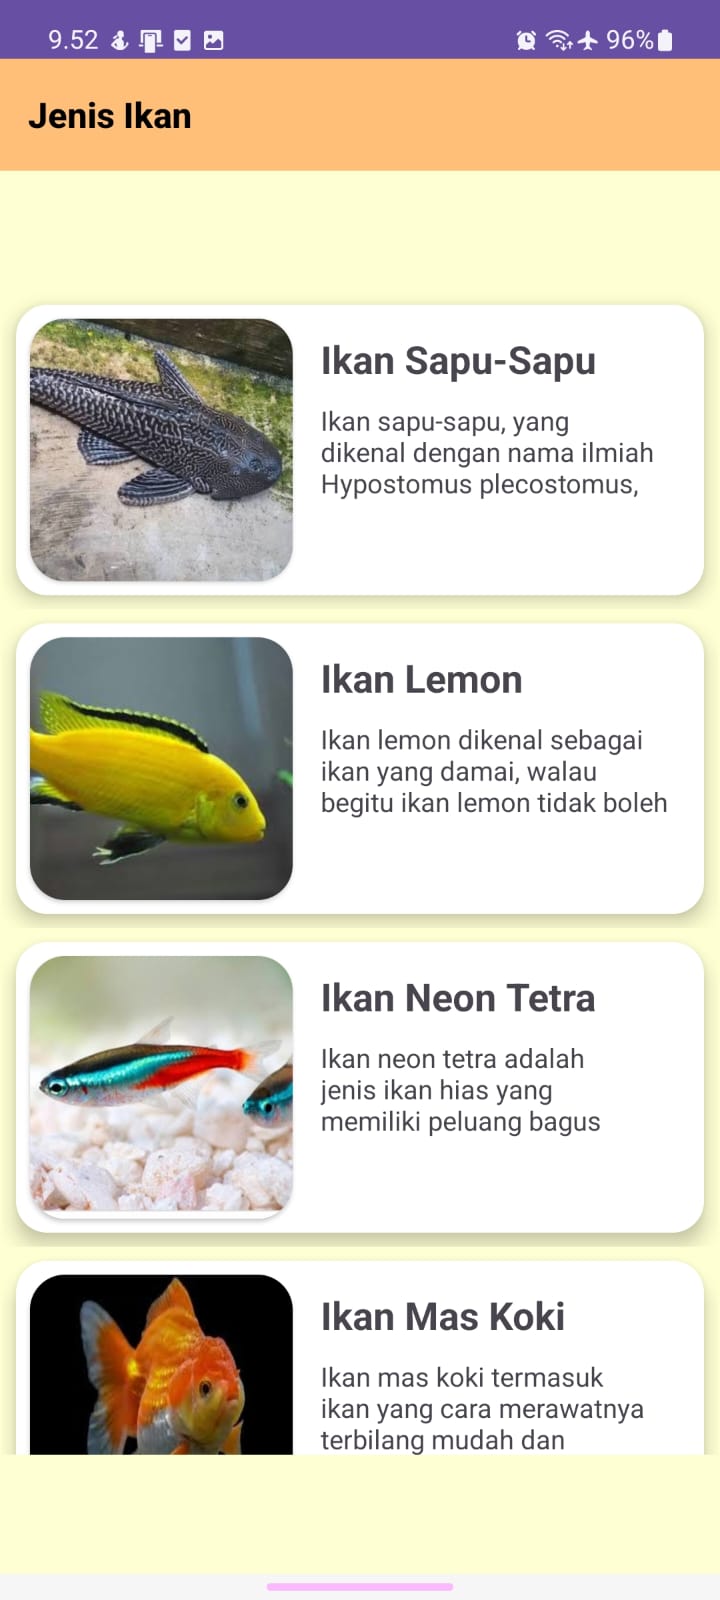 9.52
96%
Jenis Ikan
Ikan Sapu-Sapu
Ikan sapu-sapu, yang
dikenal dengan nama ilmiah
Hypostomus plecostomus,
Ikan Lemon
Ikan lemon dikenal sebagai
ikan yang damai, walau
begitu ikan lemon tidak boleh
Ikan Neon Tetra
Ikan neon tetra adalah
jenis ikan hias yang
memiliki peluang bagus
Ikan Mas Koki
Ikan mas koki termasuk
ikan yang cara merawatnya
terbilang mudah dan